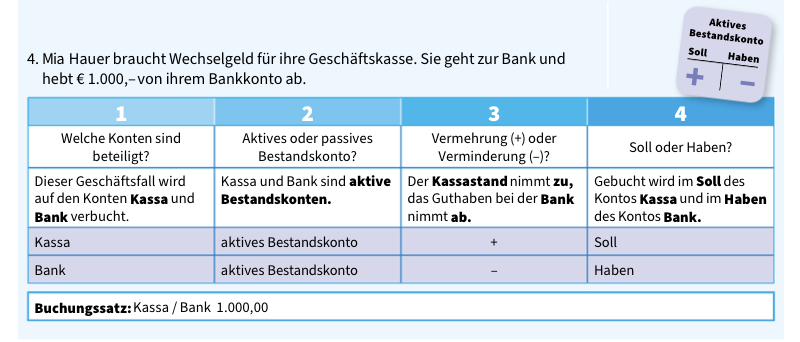 Aktives
Bestandskonto
Soll Haben
+ –
4. Mia Hauer braucht Wechselgeld für ihre Geschäftskasse. Sie geht zur Bank und
hebt € 1.000,– von ihrem Bankkonto ab.
1 2 3 4
Welche Konten sind
beteiligt?
Aktives oder passives
Bestandskonto?
Vermehrung (+) oder
Verminderung (–)?
Soll oder Haben?
Dieser Geschäftsfall wird
auf den Konten Kassa und
Bank verbucht.
Kassa und Bank sind aktive
Bestandskonten.
Der Kassastand nimmt zu,
das Guthaben bei der Bank
nimmt ab.
Gebucht wird im Soll des
Kontos Kassa und im Haben
des Kontos Bank.
Kassa aktives Bestandskonto + Soll
Bank aktives Bestandskonto – Haben
Buchungssatz: Kassa / Bank 1.000,00